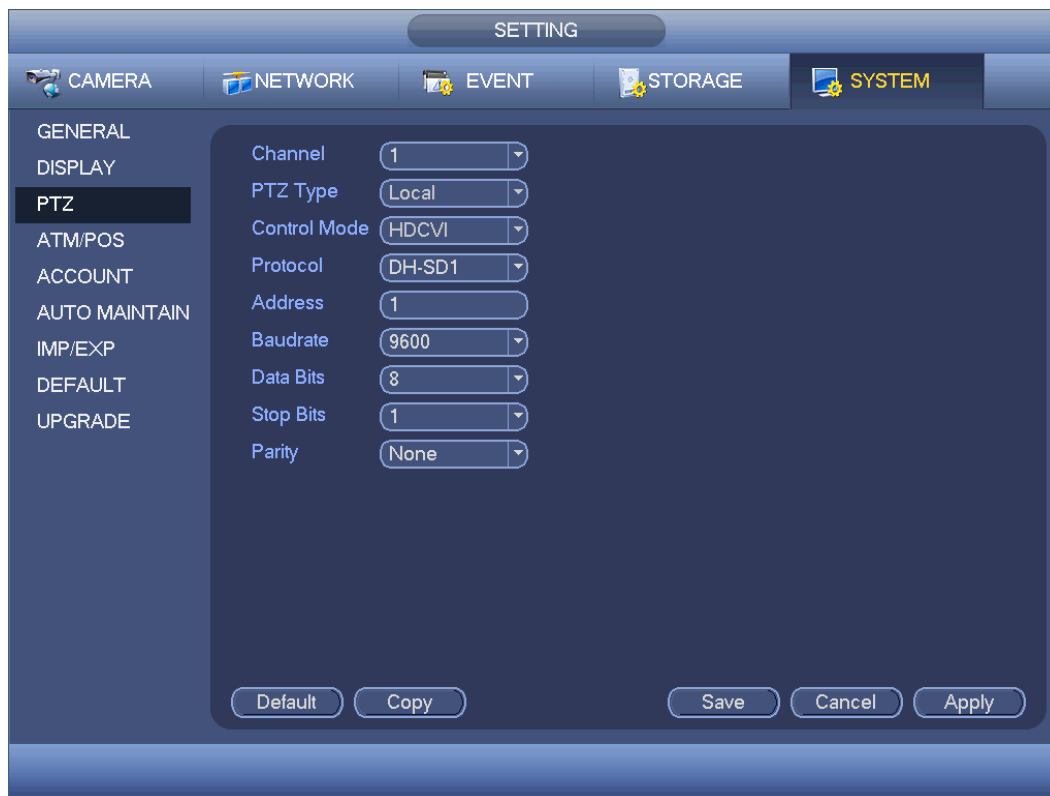 SETTING
CAMERA NETWORK EVENT STORAGE SYSTEM
GENERAL
DISPLAY
PTZ
ATM/POS
ACCOUNT
AUTO MAINTAIN
IMP/EXP
DEFAULT
UPGRADE
Channel 1
PTZ Type Local
Control Mode HDCVI
Protocol DH-SD1
Address 1
Baudrate 9600
Data Bits 8
Stop Bits 1
Parity None
Default Copy Save Cancel Apply